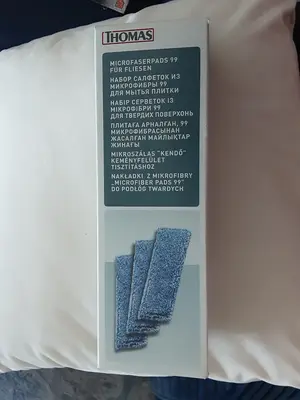 THOMAS
MICROFASERPADS 99
FÜR FLIESEN
НАБОР САЛФЕТОК ИЗ
МИКРОФИБРЫ 99
ДЛЯ МЫТЬЯ ПЛИТКИ
НАБІР СЕРВЕТОК ІЗ
МІКРОФІБРИ 99
ДЛЯ ТВЕРДИХ ПОВЕРХОНЬ
ПЛИТАҒА АРНАЛҒАН, 99
МИКРОФИБРАСЫНАН
ЖАСАЛҒАН МАЙЛЫҚТАР
ЖИНАҒЫ
MIKROSZÁLAS "KENDŐ"
KEMÉNYFELÜLET
TISZTÍTÁSHOZ
NAKŁADKI Z MIKROFIBRY
„MICROFIBER PADS 99"
DO PODŁÓG TWARDYCH